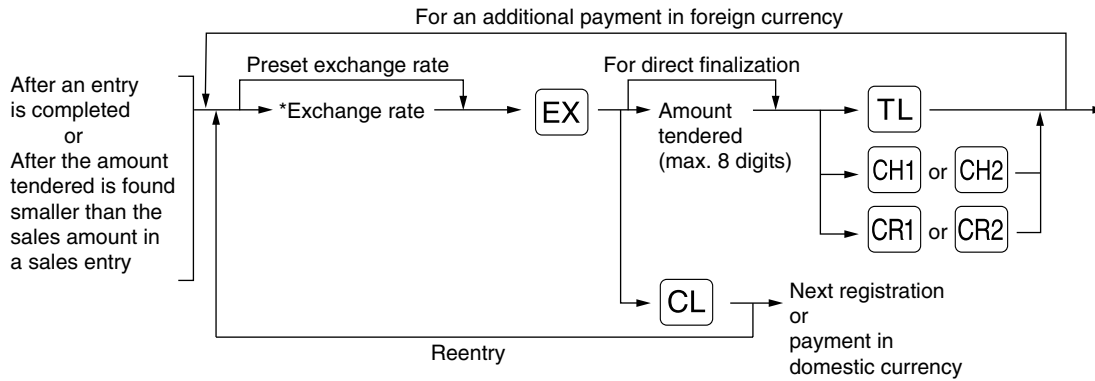 For an additional payment in foreign currency
Preset exchange rate
For direct finalization
After an entry
is completed
or
After the amount
tendered is found
smaller than the
sales amount in
a sales entry
*Exchange rate
EX
Amount
tendered
(max. 8 digits)
TL
CH1 or CH2
CR1 or CR2
CL
Next registration
or
payment in
domestic currency
Reentry